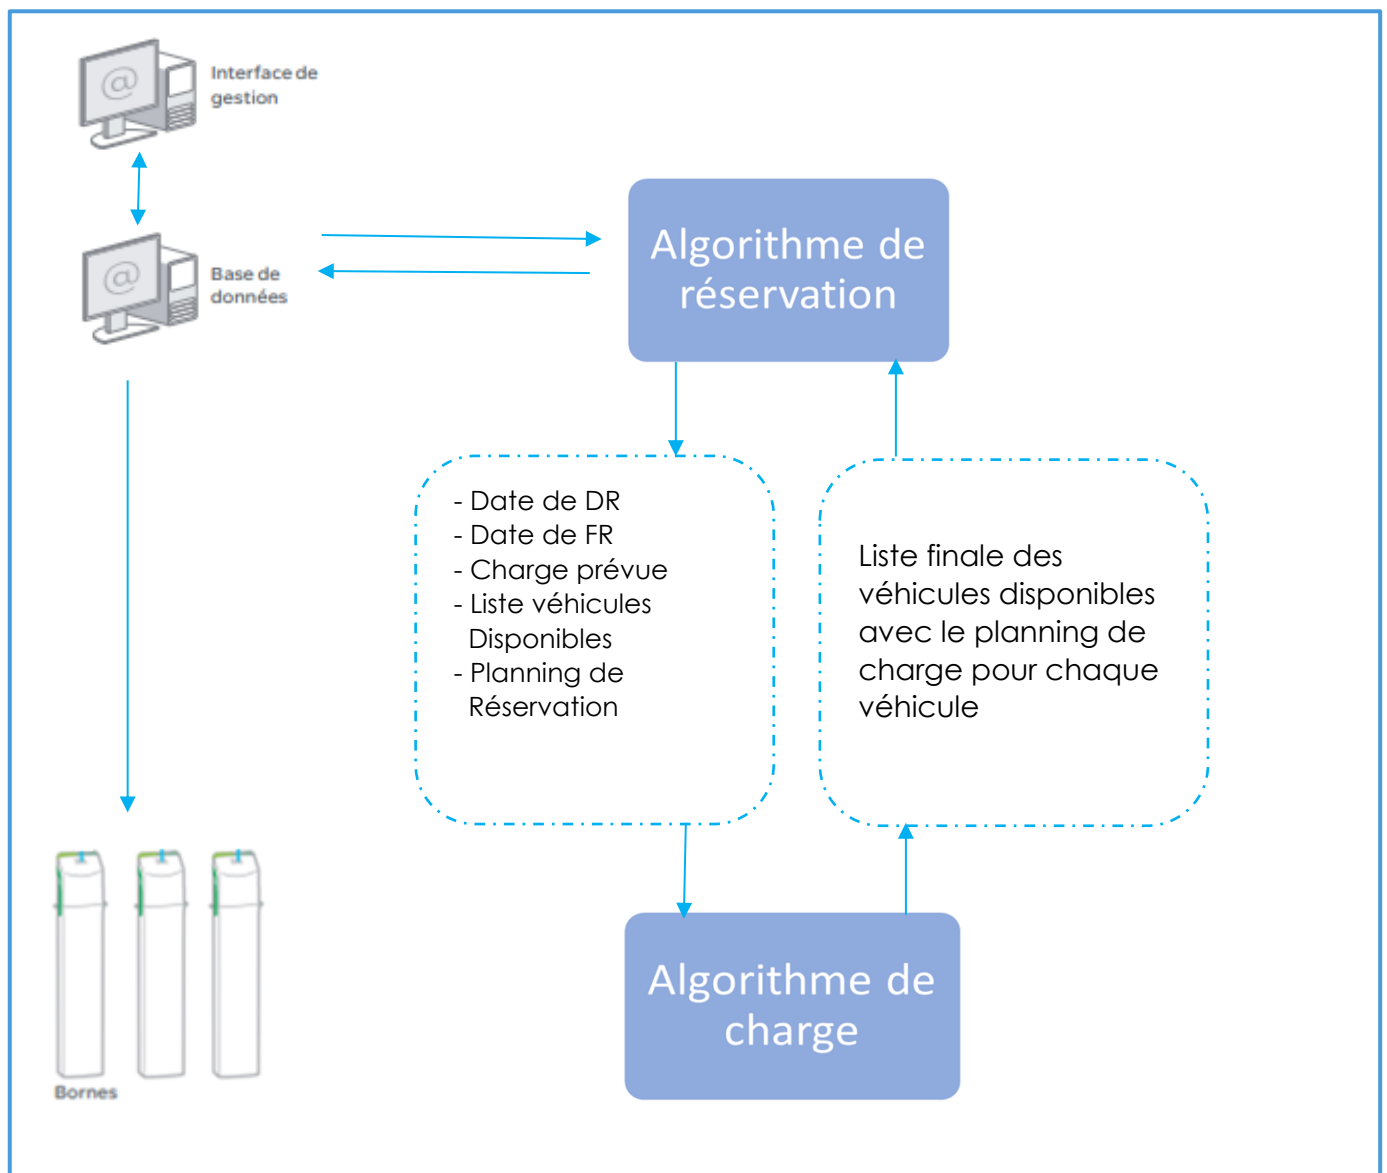 Interface de
gestion
Base de
données
Algorithme de
réservation
- Date de DR
- Date de FR
- Charge prévue
- Liste véhicules
Disponibles
- Planning de
Réservation
Liste finale des
véhicules disponibles
avec le planning de
charge pour chaque
véhicule
Algorithme de
charge
Bornes